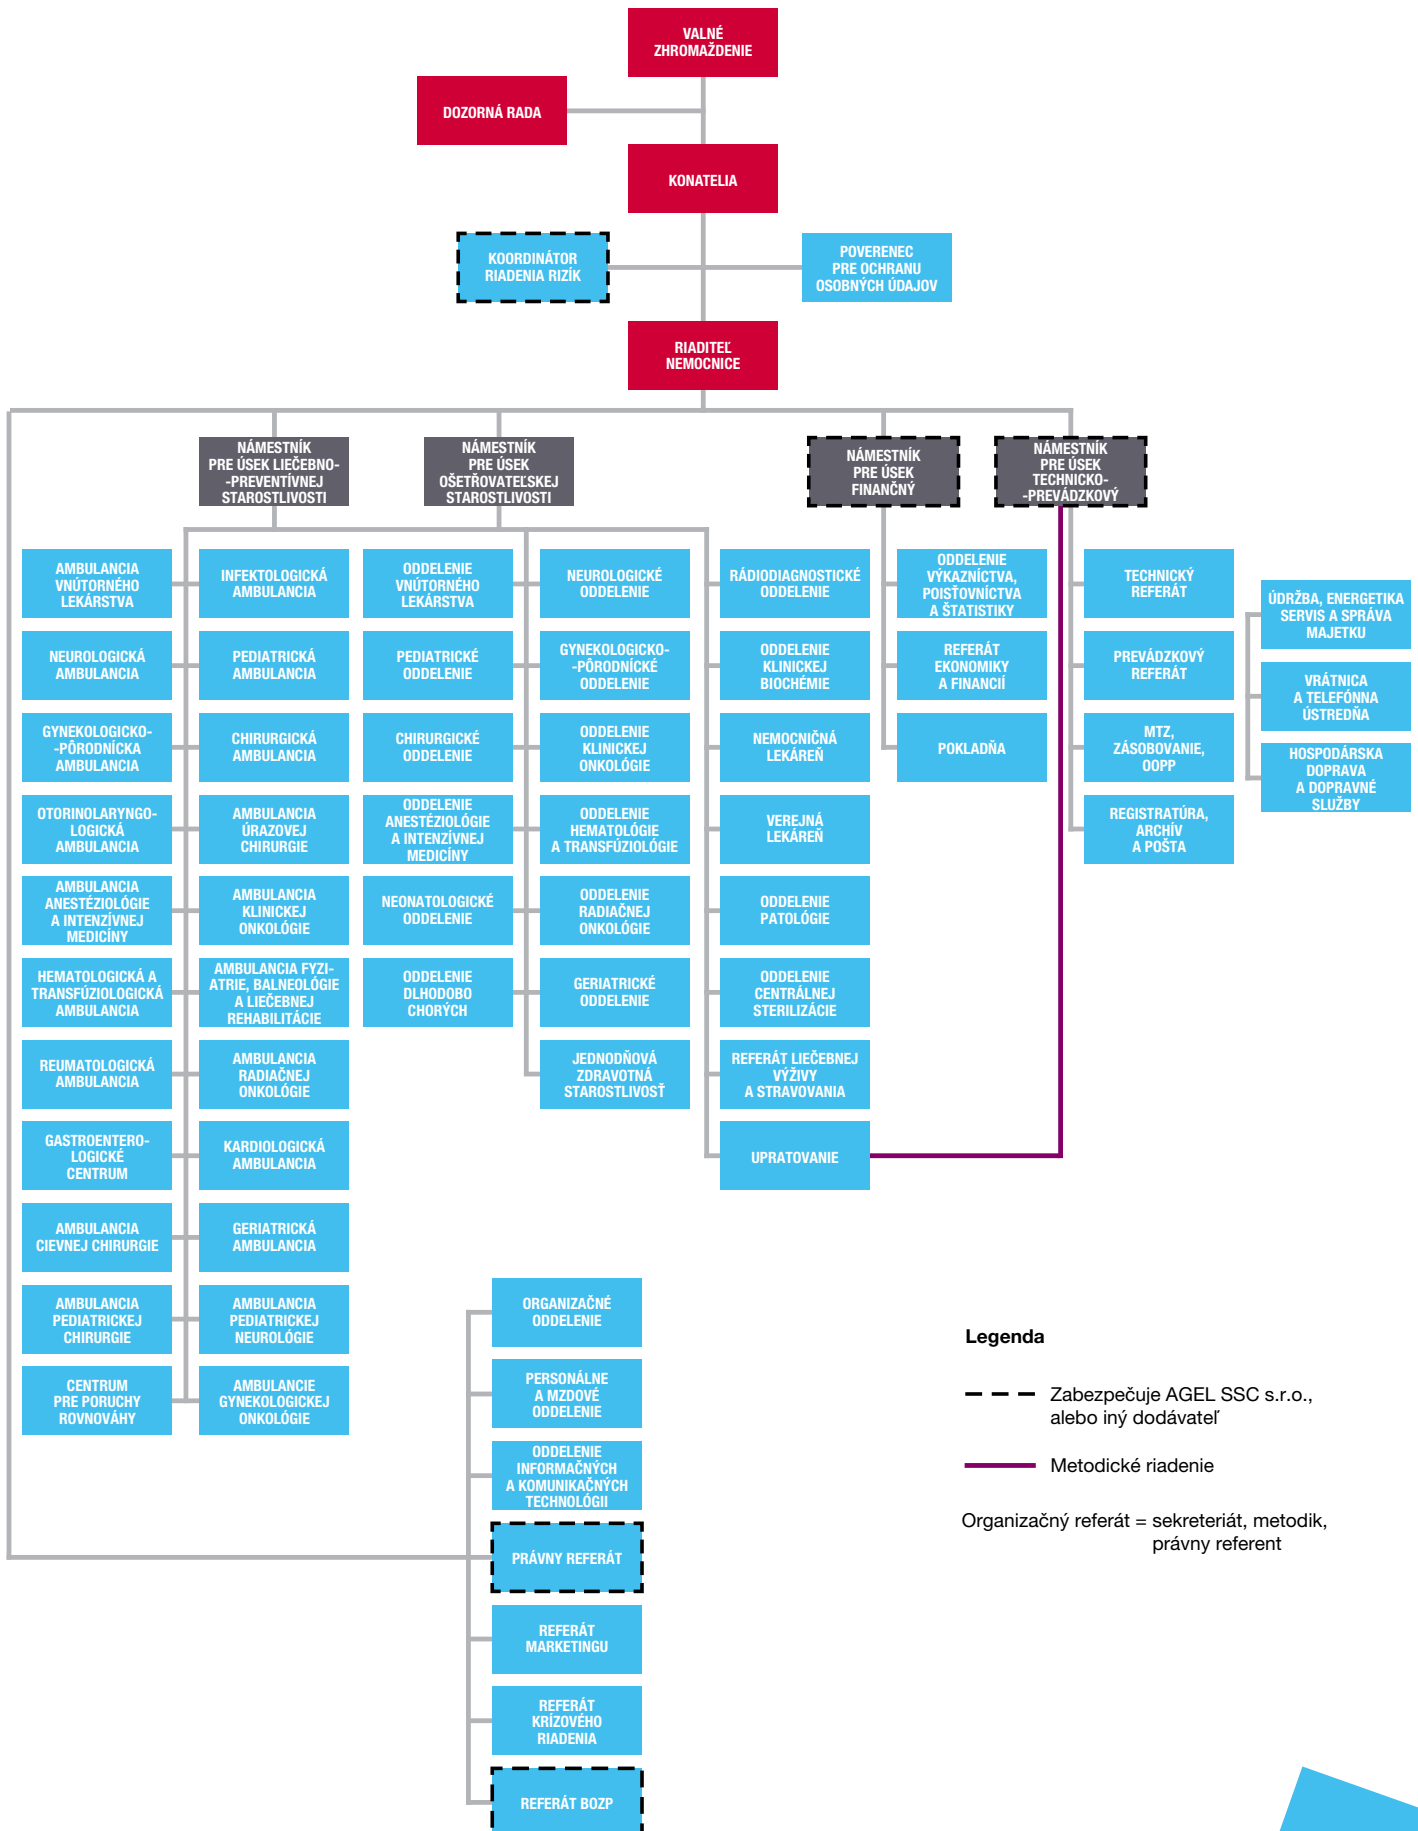 VALNÉ
ZHROMAŽDENIE
DOZORNÁ RADA
KONATELIA
KOORDINÁTOR
RIADENIA RIZÍK
POVERENEC
PRE OCHRANU
OSOBNÝCH ÚDAJOV
RIADITEĽ
NEMOCNICE
NÁMESTNÍK
PRE ÚSEK LIEČEBNO-
-PREVENTÍVNEJ
STAROSTLIVOSTI
NÁMESTNÍK
PRE ÚSEK
OŠETŘOVATEĽSKEJ
STAROSTLIVOSTI
NÁMESTNÍK
PRE ÚSEK
FINANČNÝ
NÁMESTNÍK
PRE ÚSEK
TECHNICKO-
-PREVÁDZKOVÝ
AMBULANCIA
VNÚTORNÉHO
LEKÁRSTVA
NEUROLOGICKÁ
AMBULANCIA
GYNEKOLOGICKO-
-PÔRODNÍCKA
AMBULANCIA
OTORINOLARYNGO-
LOGICKÁ
AMBULANCIA
AMBULANCIA
ANESTÉZIOLÓGIE
A INTENZÍVNEJ
MEDICÍNY
HEMATOLOGICKÁ A
TRANSFÚZIOLOGICKÁ
AMBULANCIA
REUMATOLOGICKÁ
AMBULANCIA
GASTROENTERO-
LOGICKÉ
CENTRUM
AMBULANCIA
CIEVNEJ CHIRURGIE
AMBULANCIA
PEDIATRICKEJ
CHIRURGIE
CENTRUM
PRE PORUCHY
ROVNOVÁHY
INFEKTOLOGICKÁ
AMBULANCIA
PEDIATRICKÁ
AMBULANCIA
CHIRURGICKÁ
AMBULANCIA
AMBULANCIA
ÚRAZOVEJ
CHIRURGIE
AMBULANCIA
KLINICKEJ
ONKOLÓGIE
AMBULANCIA FYZI-
ATRIE, BALNEOLÓGIE
A LIEČEBNEJ
REHABILITÁCIE
AMBULANCIA
RADIAČNEJ
ONKOLÓGIE
KARDIOLOGICKÁ
AMBULANCIA
GERIATRICKÁ
AMBULANCIA
AMBULANCIA
PEDIATRICKEJ
NEUROLÓGIE
AMBULANCIE
GYNEKOLOGICKEJ
ONKOLÓGIE
ODDELENIE
VNÚTORNÉHO
LEKÁRSTVA
PEDIATRICKÉ
ODDELENIE
CHIRURGICKÉ
ODDELENIE
ODDELENIE
ANESTÉZIOLÓGIE
A INTENZÍVNEJ
MEDICÍNY
NEONATOLOGICKÉ
ODDELENIE
ODDELENIE
DLHODOBO
CHORÝCH
NEUROLOGICKÉ
ODDELENIE
GYNEKOLOGICKO-
-PÔRODNÍCKÉ
ODDELENIE
ODDELENIE
KLINICKEJ
ONKOLÓGIE
ODDELENIE
HEMATOLÓGIE
A TRANSFÚZIOLÓGIE
ODDELENIE
RADIAČNEJ
ONKOLÓGIE
GERIATRICKÉ
ODDELENIE
JEDNODŇOVÁ
ZDRAVOTNÁ
STAROSTLIVOSŤ
RÁDIODIAGNOSTICKÉ
ODDELENIE
ODDELENIE
KLINICKEJ
BIOCHÉMIE
NEMOCNIČNÁ
LEKÁREŇ
VEREJNÁ
LEKÁREŇ
ODDELENIE
PATOLÓGIE
ODDELENIE
CENTRÁLNEJ
STERILIZÁCIE
REFERÁT LIEČEBNEJ
VÝŽIVY
A STRAVOVANIA
UPRATOVANIE
ODDELENIE
VÝKAZNÍCTVA,
POISŤOVNÍCTVA
A ŠTATISTIKY
REFERÁT
EKONOMIKY
A FINANCIÍ
POKLADŇA
TECHNICKÝ
REFERÁT
PREVÁDZKOVÝ
REFERÁT
MTZ,
ZÁSOBOVANIE,
OOPP
REGISTRATÚRA,
ARCHÍV
A POŠTA
ÚDRŽBA, ENERGETIKA
SERVIS A SPRÁVA
MAJETKU
VRÁTNICA
A TELEFÓNNA
ÚSTREDŇA
HOSPODÁRSKA
DOPRAVA
A DOPRAVNÉ
SLUŽBY
ORGANIZAČNÉ
ODDELENIE
PERSONÁLNE
A MZDOVÉ
ODDELENIE
ODDELENIE
INFORMAČNÝCH
A KOMUNIKAČNÝCH
TECHNOLÓGII
PRÁVNY REFERÁT
REFERÁT
MARKETINGU
REFERÁT
KRÍZOVÉHO
RIADENIA
REFERÁT BOZP
Legenda
Zabezpečuje AGEL SSC s.r.o.,
alebo iný dodávateľ
Metodické riadenie
Organizačný referát = sekreteriát, metodik,
právny referent